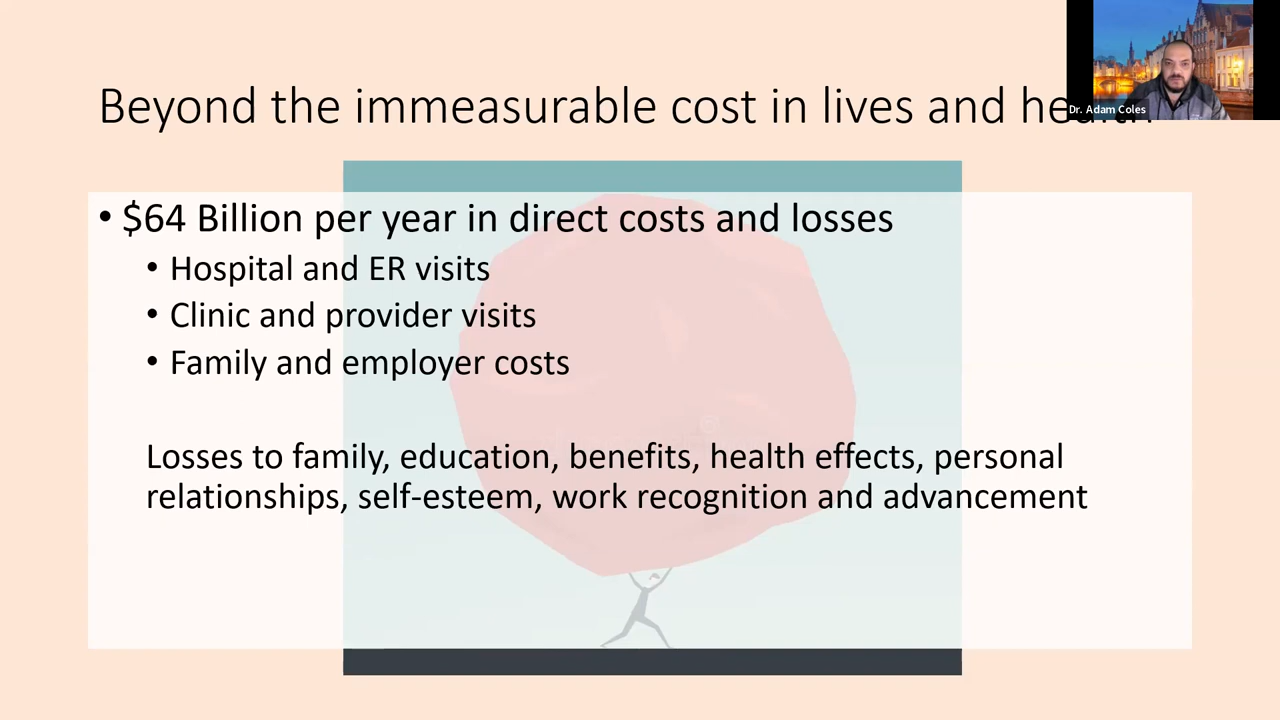 Beyond the immeasurable cost in lives and health
Dr. Adam Coles
• $64 Billion per year in direct costs and losses
• Hospital and ER visits
• Clinic and provider visits
• Family and employer costs
Losses to family, education, benefits, health effects, personal
relationships, self-esteem, work recognition and advancement